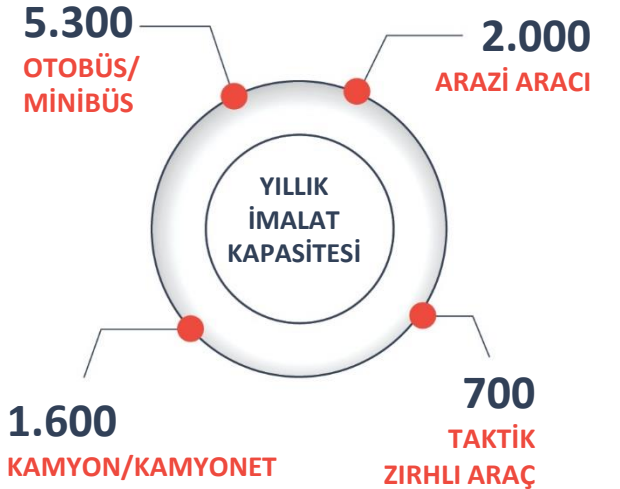 5.300
OTOBÜS/
MİNİBÜS
2.000
ARAZİ ARACI
YILLIK
İMALAT
KAPASİTESİ
1.600
KAMYON/KAMYONET
700
TAKTİK
ZIRHLI ARAÇ